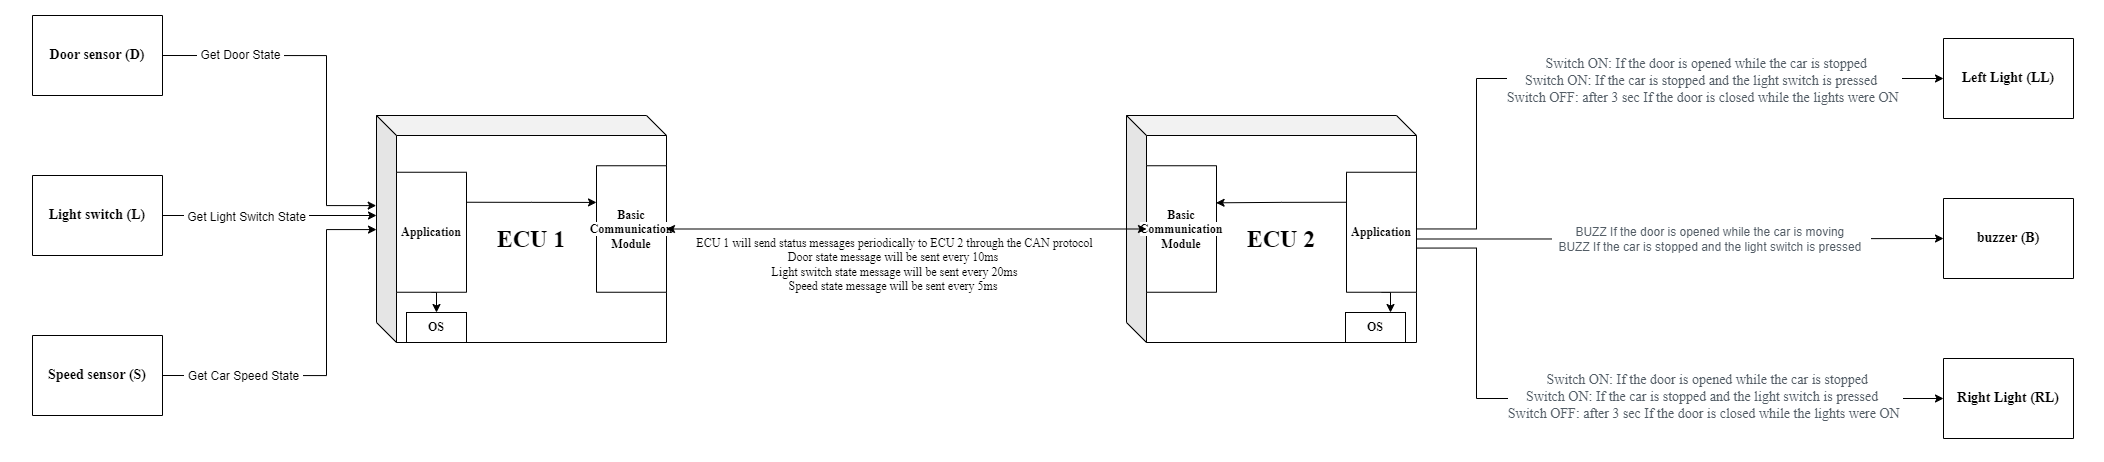 Door sensor (D)
Get Door State
Light switch (L)
Get Light Switch State
Speed sensor (S)
Get Car Speed State
Application
ECU 1
OS
Basic
Communication
Module
ECU 1 will send status messages periodically to ECU 2 through the CAN protocol
Door state message will be sent every 10ms
Light switch state message will be sent every 20ms
Speed state message will be sent every 5ms
Basic
Communication
Module
ECU 2
Application
OS
Switch ON: If the door is opened while the car is stopped
Switch ON: If the car is stopped and the light switch is pressed
Switch OFF: after 3 sec If the door is closed while the lights were ON
Left Light (LL)
BUZZ If the door is opened while the car is moving
BUZZ If the car is stopped and the light switch is pressed
buzzer (B)
Switch ON: If the door is opened while the car is stopped
Switch ON: If the car is stopped and the light switch is pressed
Switch OFF: after 3 sec If the door is closed while the lights were ON
Right Light (RL)